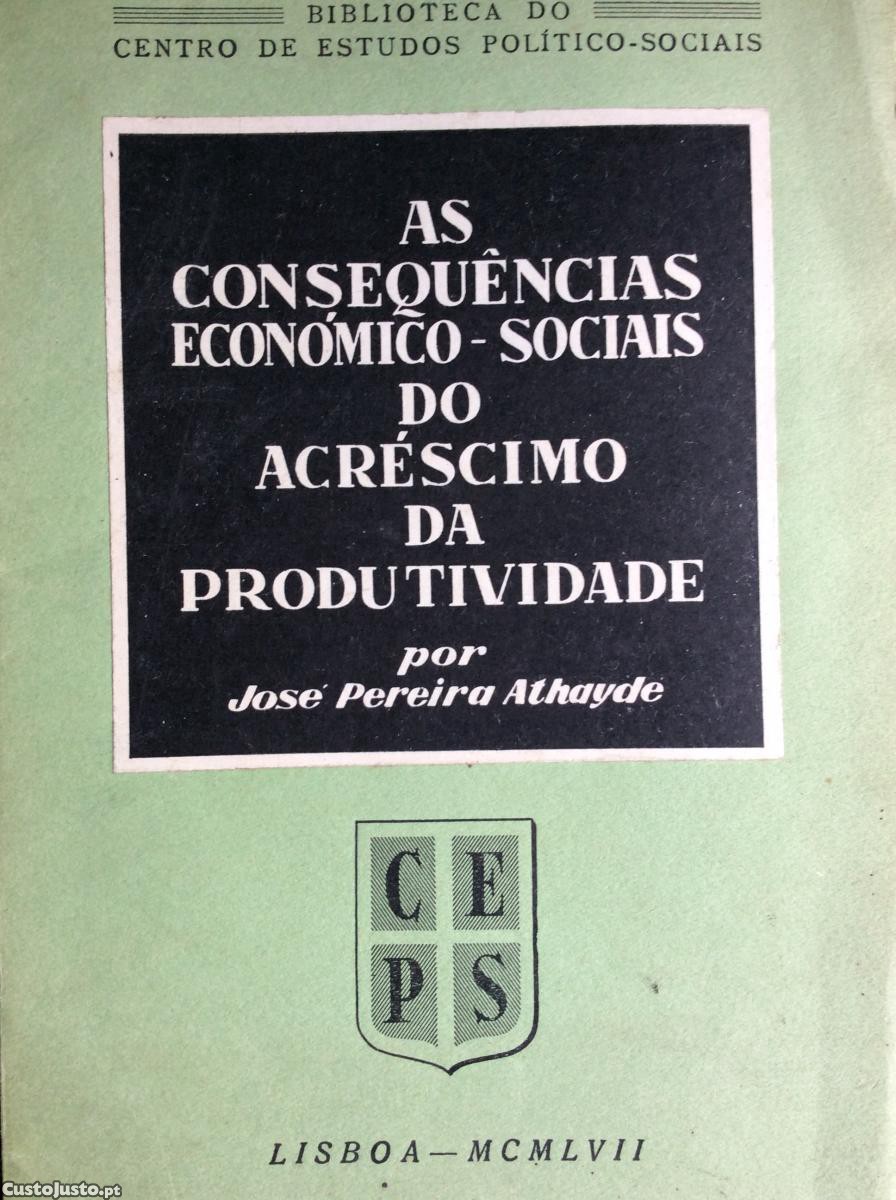 BIBLIOTECA DO
CENTRO DE ESTUDOS POLÍTICO-SOCIAIS
AS
CONSEQUÊNCIAS
ECONÓMICO - SOCIAIS
DO
ACRÉSCIMO
DA
PRODUTIVIDADE
por
José Pereira Athayde
C E
P S
LISBOA — MCMLVII
CustoJusto.pt